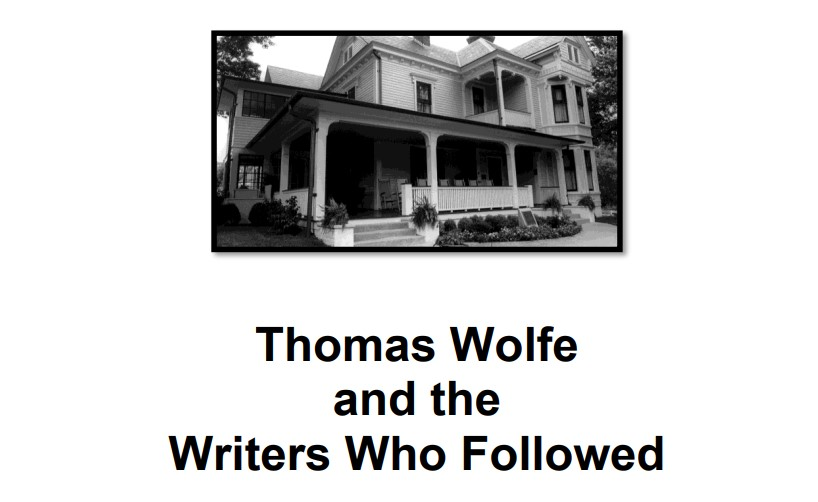 Thomas Wolfe
and the
Writers Who Followed